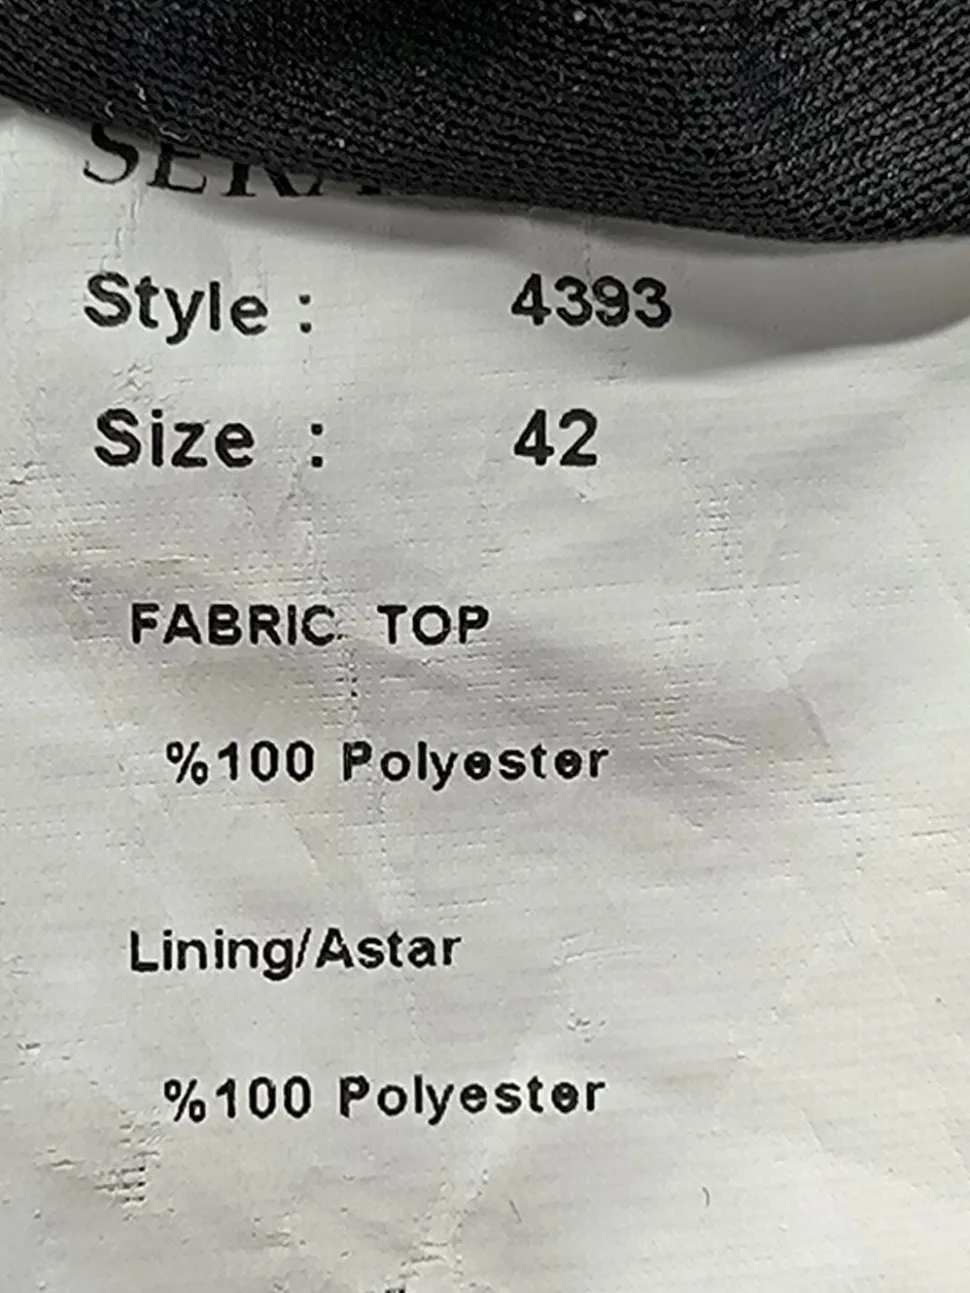 Style : 4393
Size : 42
FABRIC TOP
%100 Polyester
Lining/Astar
%100 Polyester